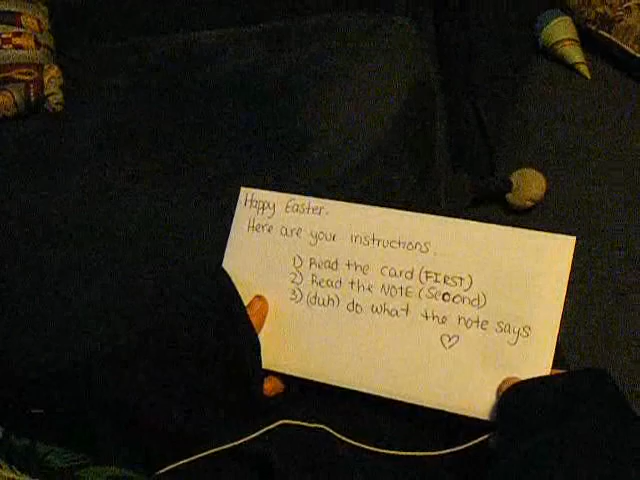 Happy Easter.
Here are your instructions.
1) Read the card (FIRST)
2) Read the NOTE (Second)
3) (duh) do what the note says
♡